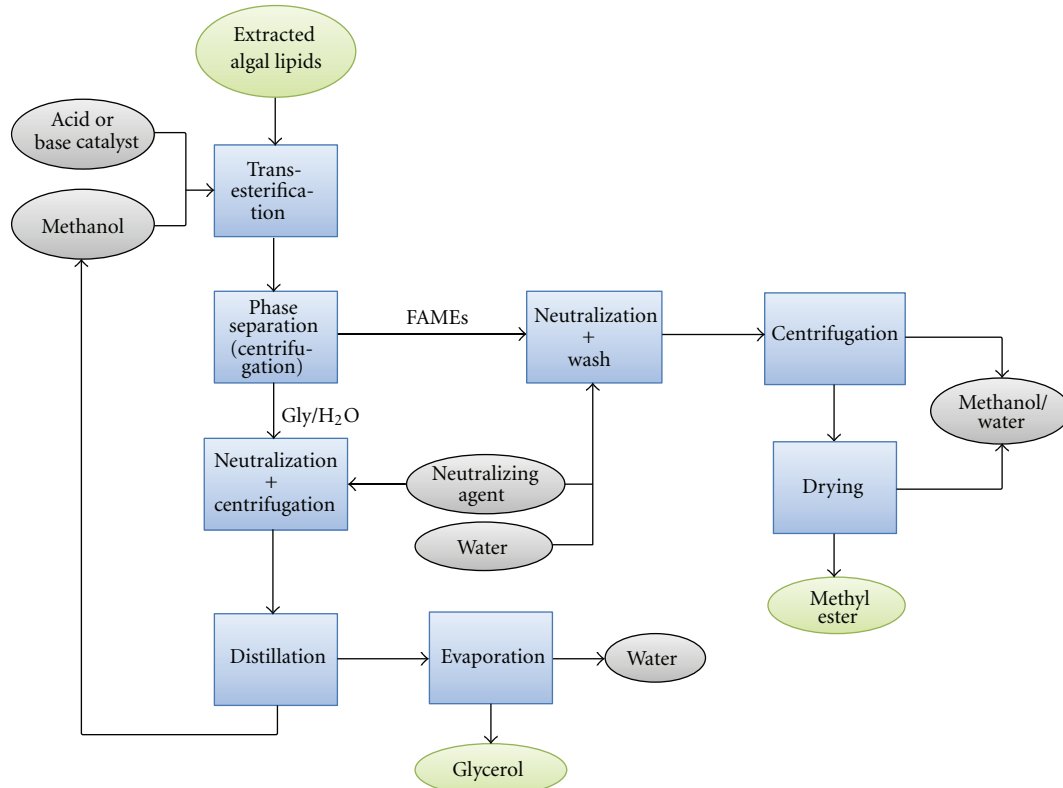 Extracted
algal lipids
Acid or
base catalyst
Methanol
Trans-
esterifica-
tion
Phase
separation
(centrifu-
gation)
FAMEs
Neutralization
+
wash
Centrifugation
Methanol/
water
Gly/H₂O
Neutralization
+
centrifugation
Neutralizing
agent
Water
Drying
Methyl
ester
Distillation
Evaporation
Water
Glycerol